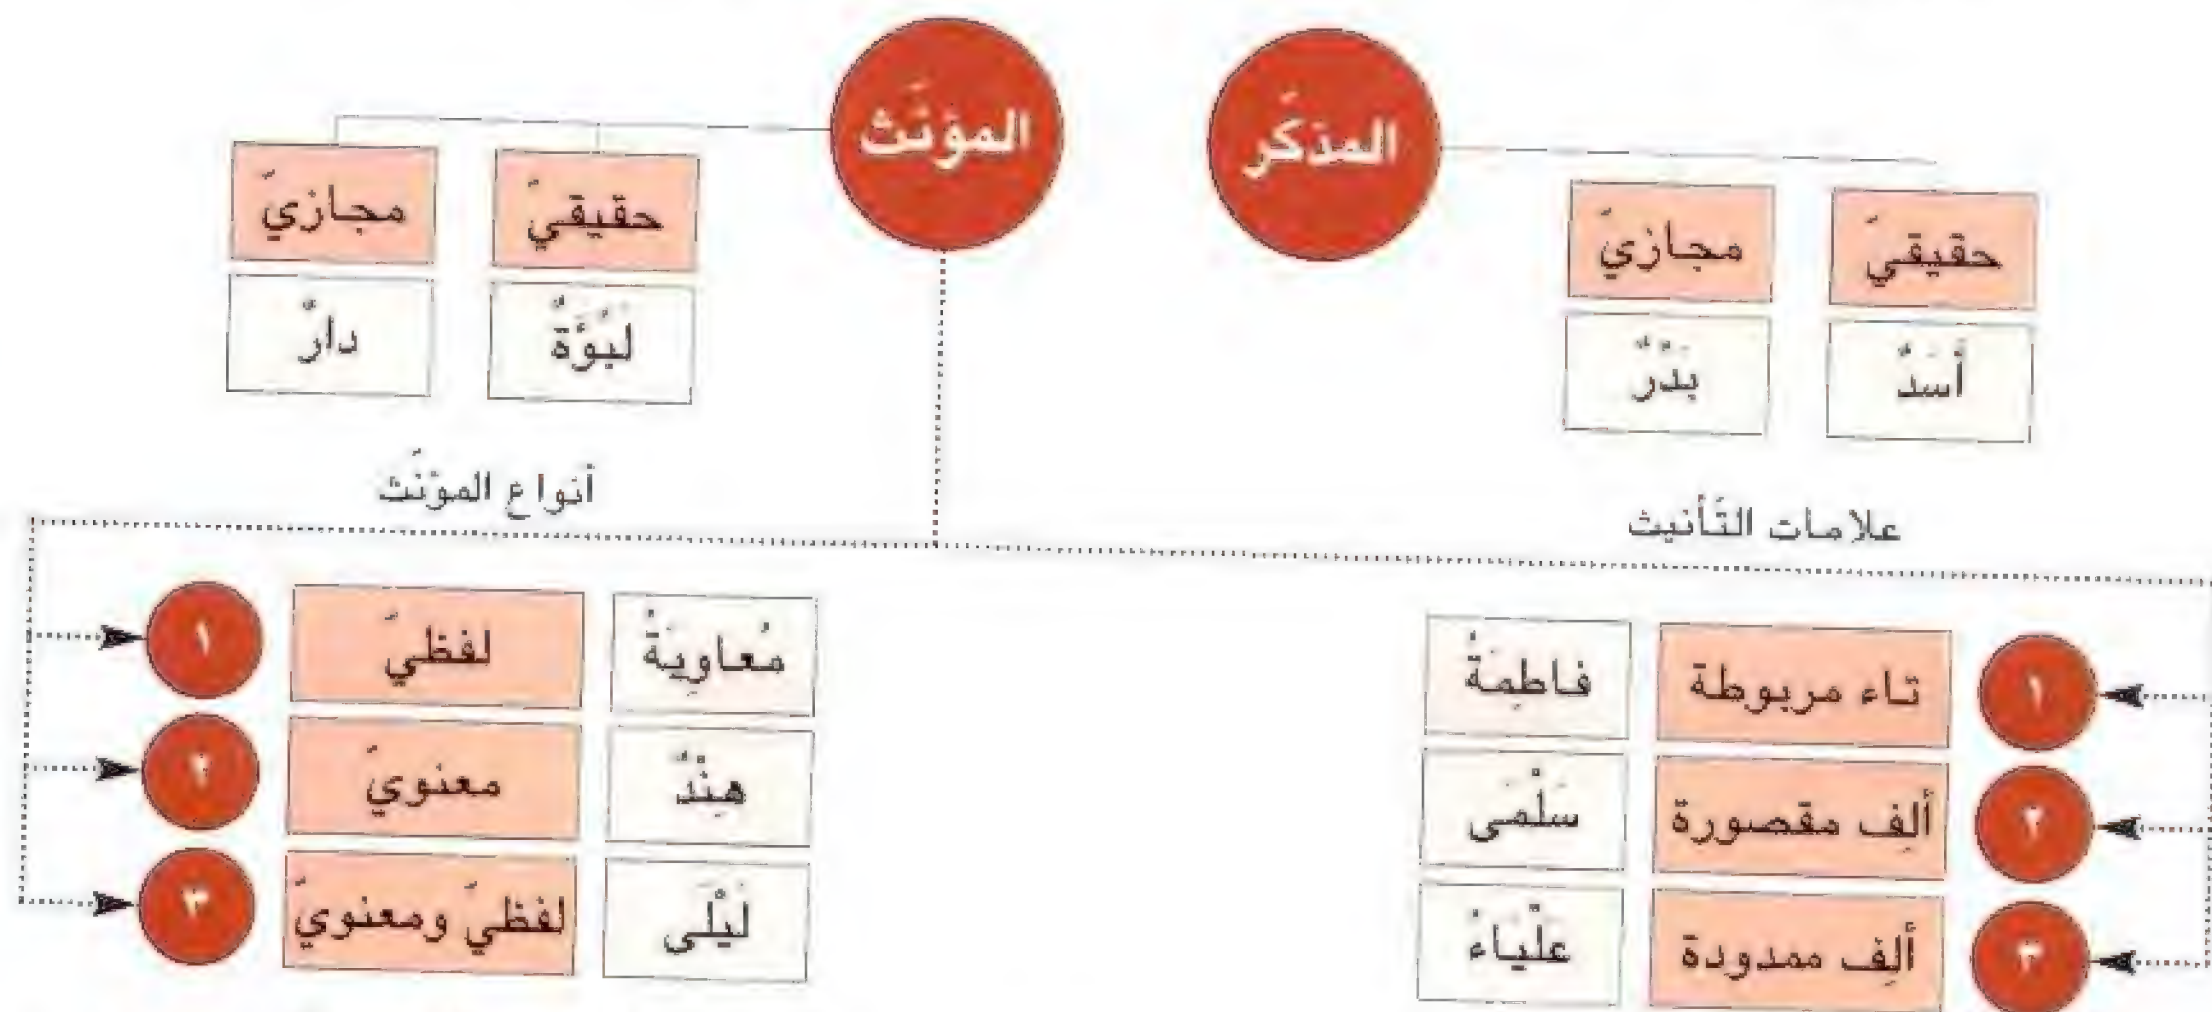 المذكَّر
حقيقيّ
أَسَدٌ
مجازيّ
بَدْرٌ
المؤنَّث
حقيقيّ
لَبُؤَةٌ
مجازيّ
دارٌ
علامات التّأنيث
١ تاء مربوطة فاطِمَةُ
٢ ألِف مقصورة سَلْمَى
٣ ألِف ممدودة عَلْيَاءُ
أنواع المؤنَّث
١ لفظيّ مُعاوِيَةُ
٢ معنويّ هِنْدٌ
٣ لفظيّ ومعنويّ لَيْلَى